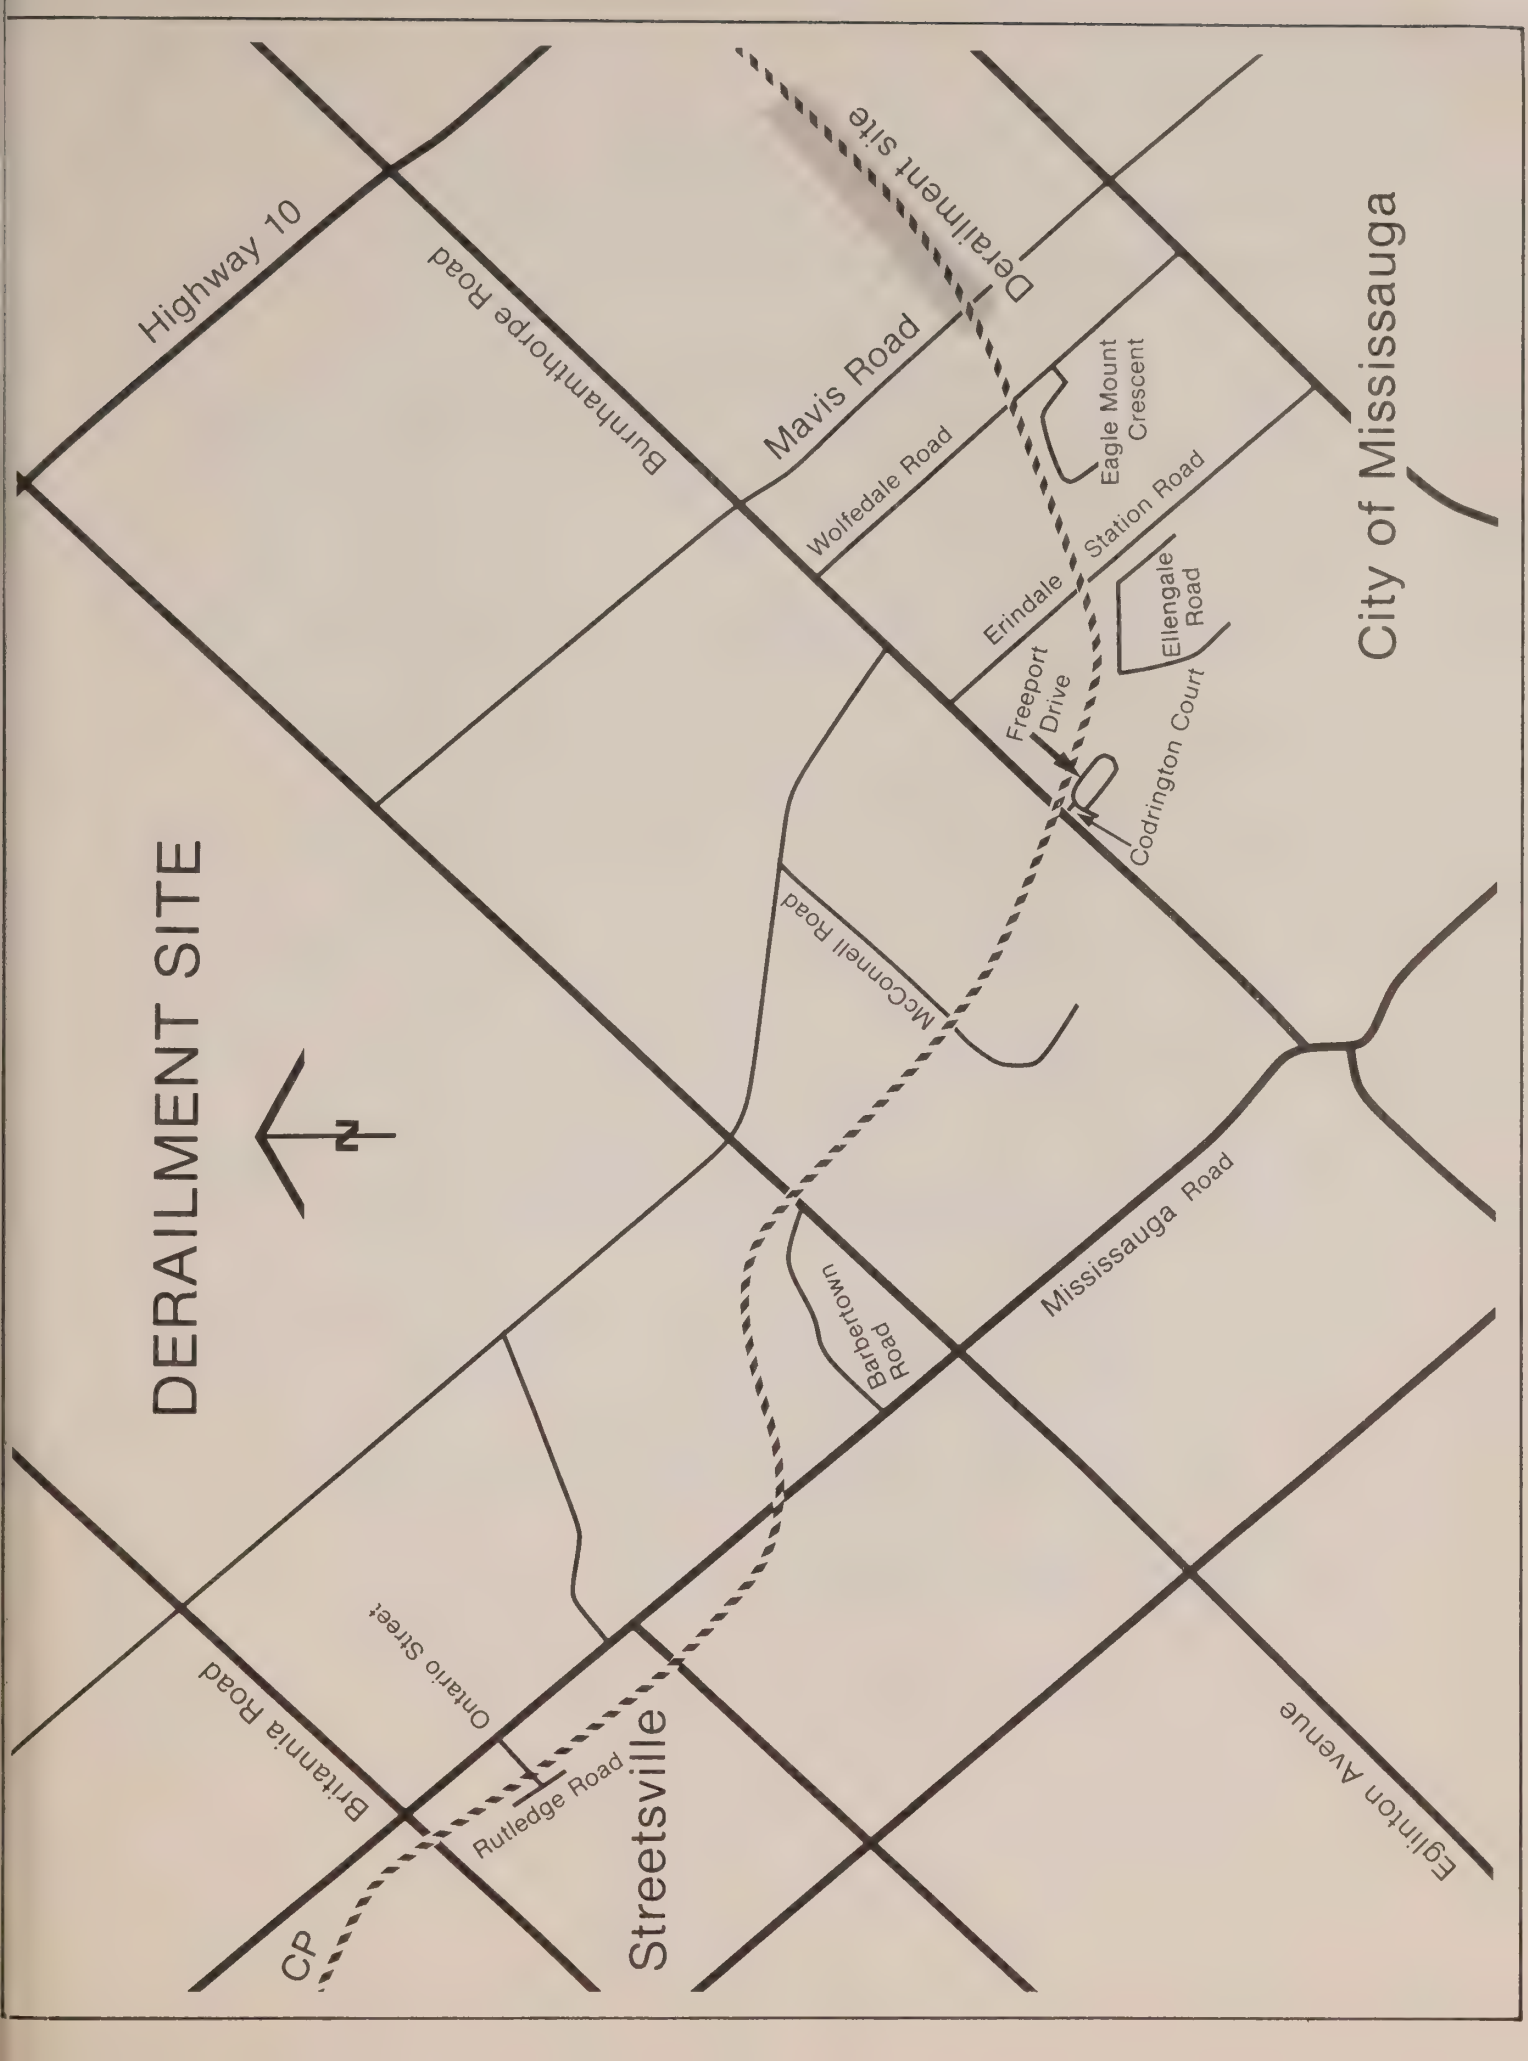 DERAILMENT SITE
N
Highway 10
Burnhamthorpe Road
Derailment site
Mavis Road
Wolfedale Road
Eagle Mount
Crescent
Erindale Station Road
Ellengale
Road
Freeport
Drive
Codrington Court
City of Mississauga
McConnell Road
Mississauga Road
Barbertown
Road
Britannia Road
Ontario Street
Rutledge Road
Streetsville
CP
Eglinton Avenue